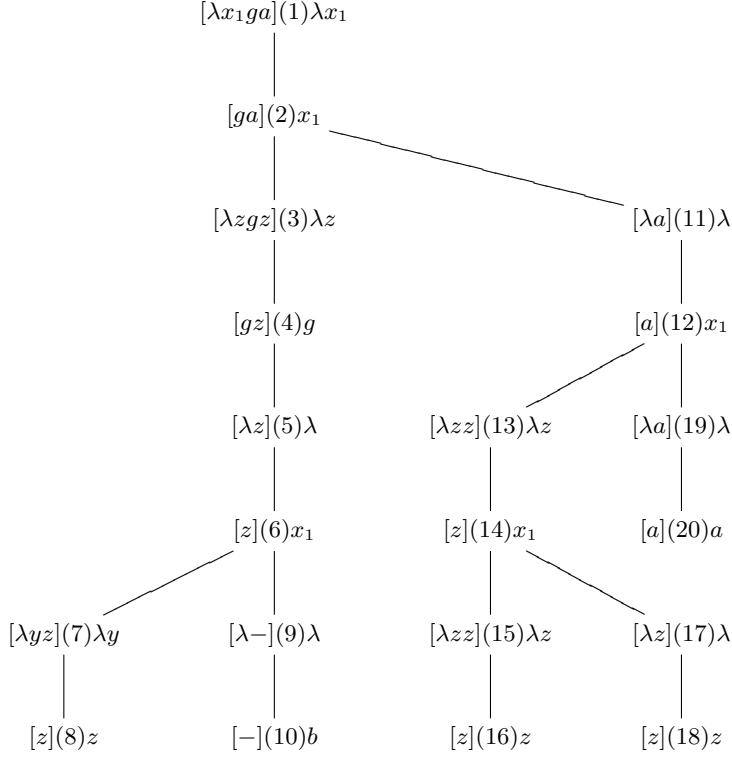 [λx₁ga](1)λx₁
[ga](2)x₁
[λzgz](3)λz [λa](11)λ
[gz](4)g [a](12)x₁
[λz](5)λ [λzz](13)λz [λa](19)λ
[z](6)x₁ [z](14)x₁ [a](20)a
[λyz](7)λy [λ−](9)λ [λzz](15)λz [λz](17)λ
[z](8)z [−](10)b [z](16)z [z](18)z